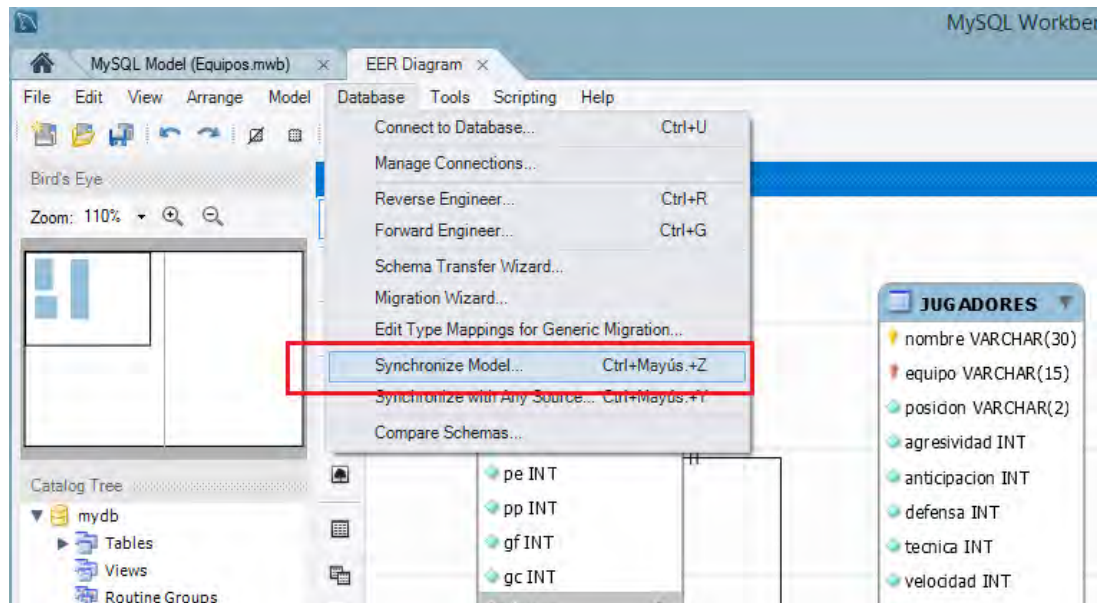 MySQL Workben
MySQL Model (Equipos.mwb) × EER Diagram ×
File Edit View Arrange Model Database Tools Scripting Help
Connect to Database... Ctrl+U
Manage Connections...
Reverse Engineer... Ctrl+R
Forward Engineer... Ctrl+G
Schema Transfer Wizard...
Migration Wizard...
Edit Type Mappings for Generic Migration...
Synchronize Model... Ctrl+Mayús.+Z
Synchronize with Any Source... Ctrl+Mayús.+Y
Compare Schemas...
Bird's Eye
Zoom: 110%
Catalog Tree
mydb
Tables
Views
Routine Groups
pe INT
pp INT
gf INT
gc INT
JUGADORES
nombre VARCHAR(30)
equipo VARCHAR(15)
posicion VARCHAR(2)
agresividad INT
anticipacion INT
defensa INT
tecnica INT
velocidad INT